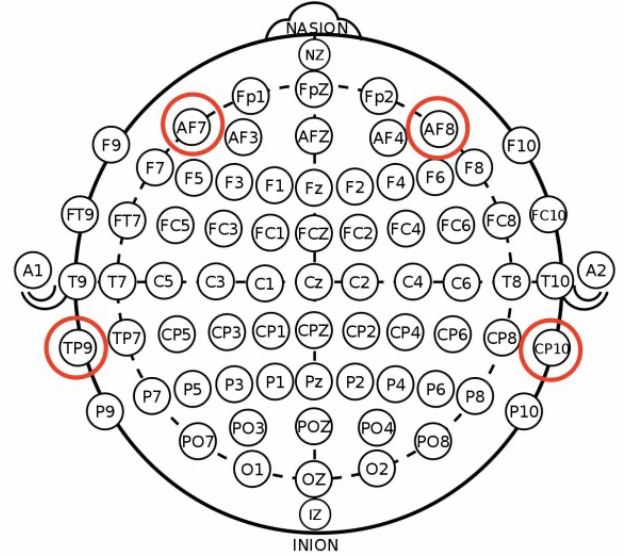 NASION
NZ
Fp1 FpZ Fp2
AF7 AF3 AFZ AF4 AF8
F9 F10
F7 F5 F3 F1 Fz F2 F4 F6 F8
FT9 FT7 FC5 FC3 FC1 FCZ FC2 FC4 FC6 FC8 FC10
A1 T9 T7 C5 C3 C1 Cz C2 C4 C6 T8 T10 A2
TP9 TP7 CP5 CP3 CP1 CPZ CP2 CP4 CP6 CP8 CP10
P7 P5 P3 P1 Pz P2 P4 P6 P8
P9 P10
PO7 PO3 POZ PO4 PO8
O1 OZ O2
IZ
INION